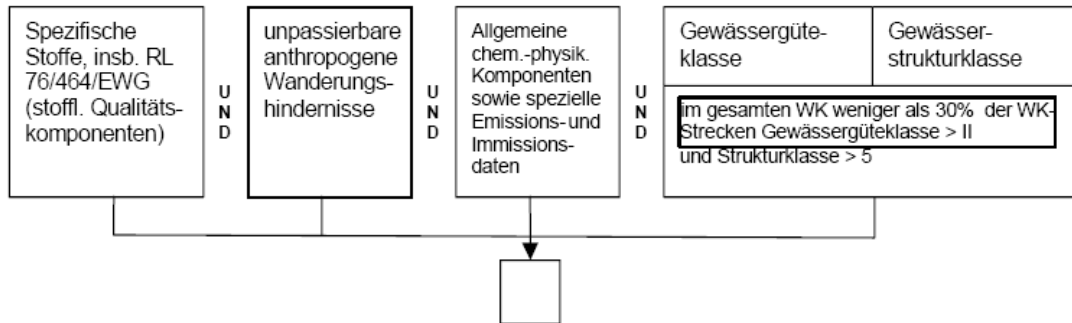 Spezifische
Stoffe, insb. RL
76/464/EWG
(stoffl. Qualitäts-
komponenten)
U
N
D
unpassierbare
anthropogene
Wanderungs-
hindernisse
U
N
D
Allgemeine
chem.-physik.
Komponenten
sowie spezielle
Emissions- und
Immissions-
daten
U
N
D
Gewässergüte-
klasse
Gewässer-
strukturklasse
im gesamten WK weniger als 30% der WK-
Strecken Gewässergüteklasse > II
und Strukturklasse > 5